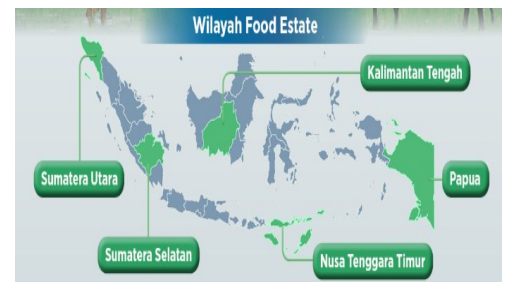 Wilayah Food Estate
Kalimantan Tengah
Sumatera Utara
Papua
Sumatera Selatan
Nusa Tenggara Timur